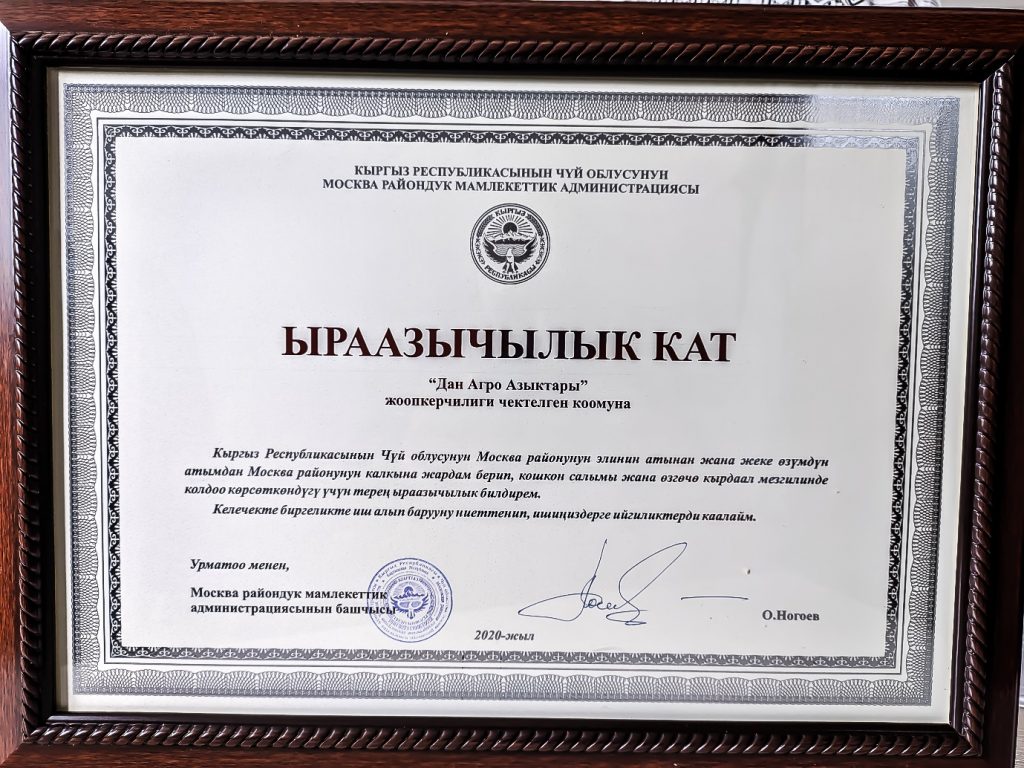 КЫРГЫЗ РЕСПУБЛИКАСЫНЫН ЧҮЙ ОБЛУСУНУН
МОСКВА РАЙОНДУК МАМЛЕКЕТТИК АДМИНИСТРАЦИЯСЫ
КЫРГЫЗ
РЕСПУБЛИКАСЫ
ЫРААЗЫЧЫЛЫК КАТ
“Дан Агро Азыктары”
жоопкерчилиги чектелген коомуна
Кыргыз Республикасынын Чүй облусунун Москва районунун элинин атынан жана жеке өзүмдүн
атымдан Москва районунун калкына жардам берип, кошкон салымы жана өзгөчө кырдаал мезгилинде
колдоо көрсөткөндүгү үчүн терең ыраазычылык билдирем.
Келечекте биргеликте иш алып барууну ниеттенип, ишиңиздерге ийгиликтерди каалайм.
Урматоо менен,
Москва райондук мамлекеттик
администрациясынын башчысы
О.Ногоев
2020-жыл